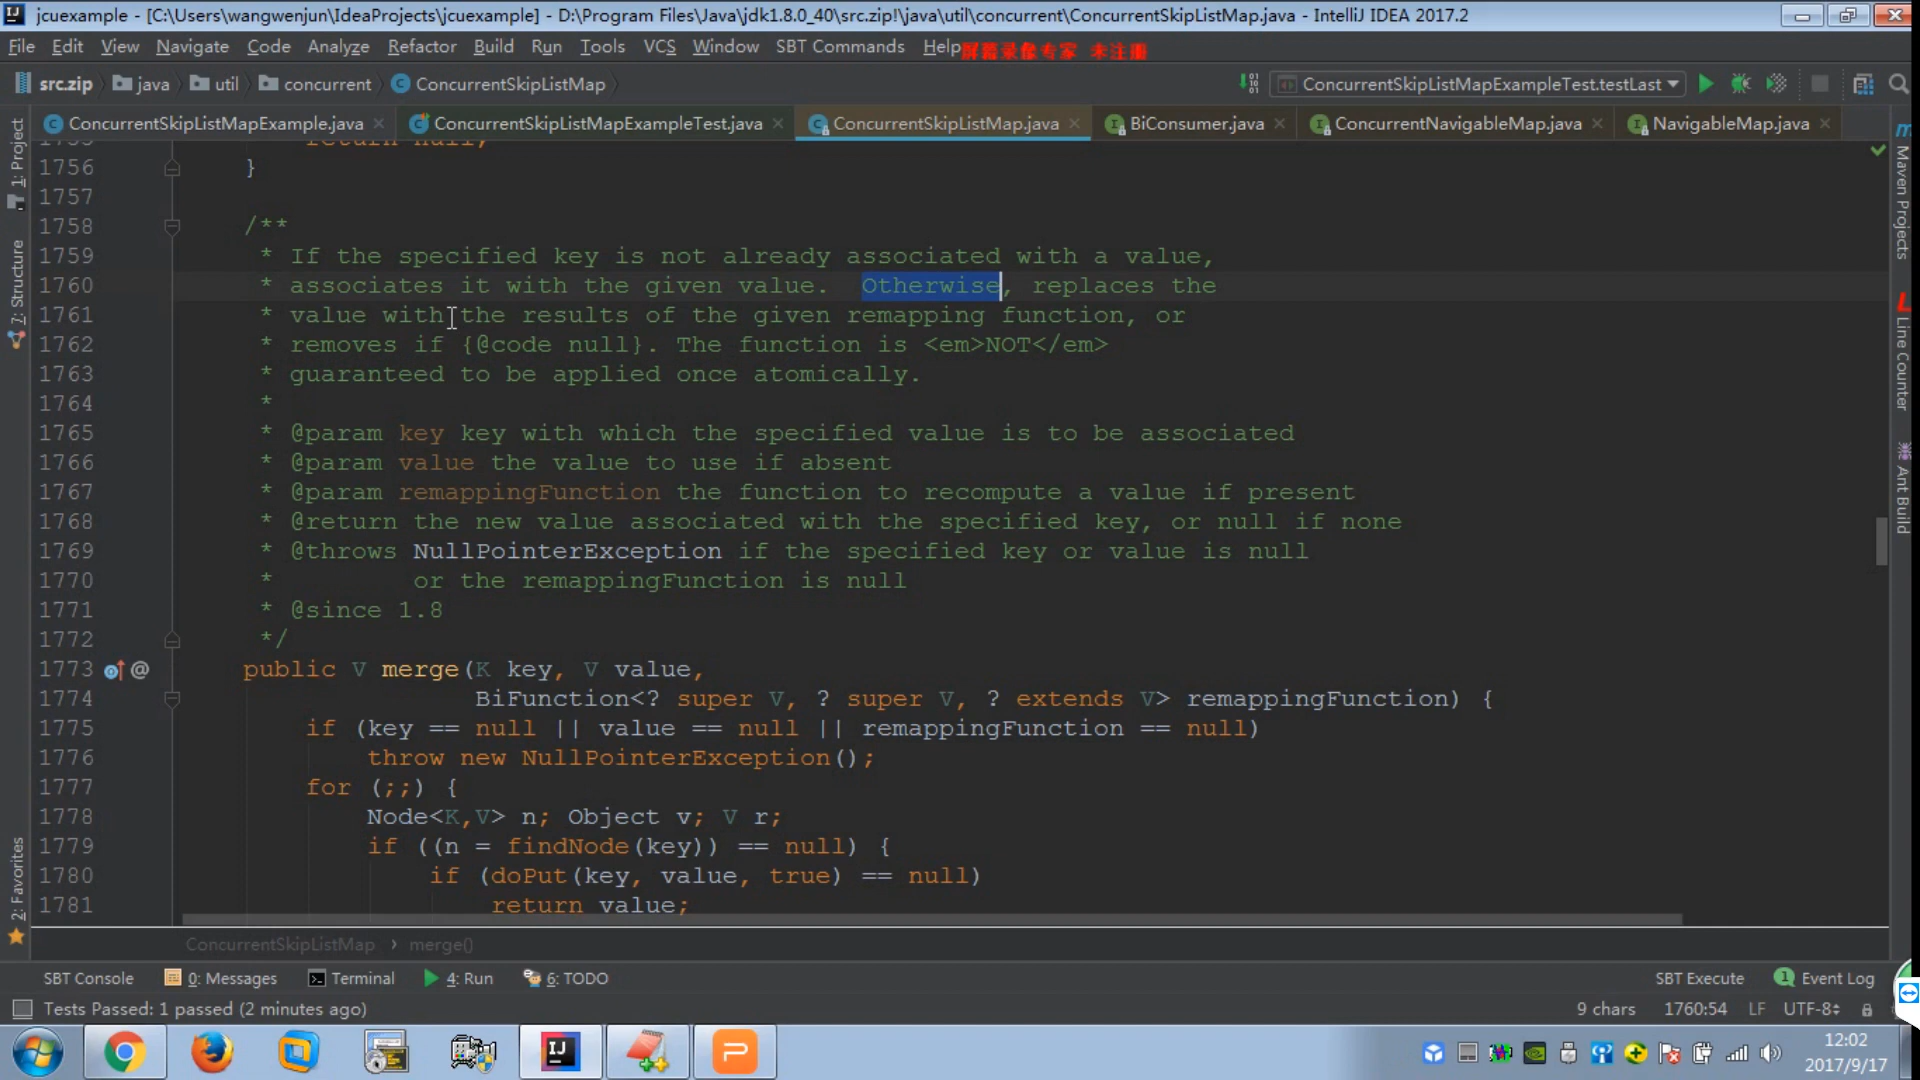 jcuexample - [C:\Users\wangwenjun\IdeaProjects\jcuexample] - D:\Program Files\Java\jdk1.8.0_40\src.zip!\java\util\concurrent\ConcurrentSkipListMap.java - IntelliJ IDEA 2017.2
File Edit View Navigate Code Analyze Refactor Build Run Tools VCS Window SBT Commands Help
屏幕录像专家 未注册
src.zip java util concurrent ConcurrentSkipListMap
ConcurrentSkipListMapExampleTest.testLast
ConcurrentSkipListMapExample.java ConcurrentSkipListMapExampleTest.java ConcurrentSkipListMap.java BiConsumer.java ConcurrentNavigableMap.java NavigableMap.java
1755 return null;
1756 }
1757
1758 /**
1759 * If the specified key is not already associated with a value,
1760 * associates it with the given value.  Otherwise, replaces the
1761 * value with the results of the given remapping function, or
1762 * removes if {@code null}. The function is <em>NOT</em>
1763 * guaranteed to be applied once atomically.
1764 *
1765 * @param key key with which the specified value is to be associated
1766 * @param value the value to use if absent
1767 * @param remappingFunction the function to recompute a value if present
1768 * @return the new value associated with the specified key, or null if none
1769 * @throws NullPointerException if the specified key or value is null
1770 *         or the remappingFunction is null
1771 * @since 1.8
1772 */
1773 public V merge(K key, V value,
1774 BiFunction<? super V, ? super V, ? extends V> remappingFunction) {
1775 if (key == null || value == null || remappingFunction == null)
1776 throw new NullPointerException();
1777 for (;;) {
1778 Node<K,V> n; Object v; V r;
1779 if ((n = findNode(key)) == null) {
1780 if (doPut(key, value, true) == null)
1781 return value;
1: Project
7: Structure
2: Favorites
Maven Projects
Line Counter
Ant Build
ConcurrentSkipListMap › merge()
SBT Console 0: Messages Terminal 4: Run 6: TODO
SBT Execute 1 Event Log
Tests Passed: 1 passed (2 minutes ago)
9 chars 1760:54 LF UTF-8
12:02
2017/9/17